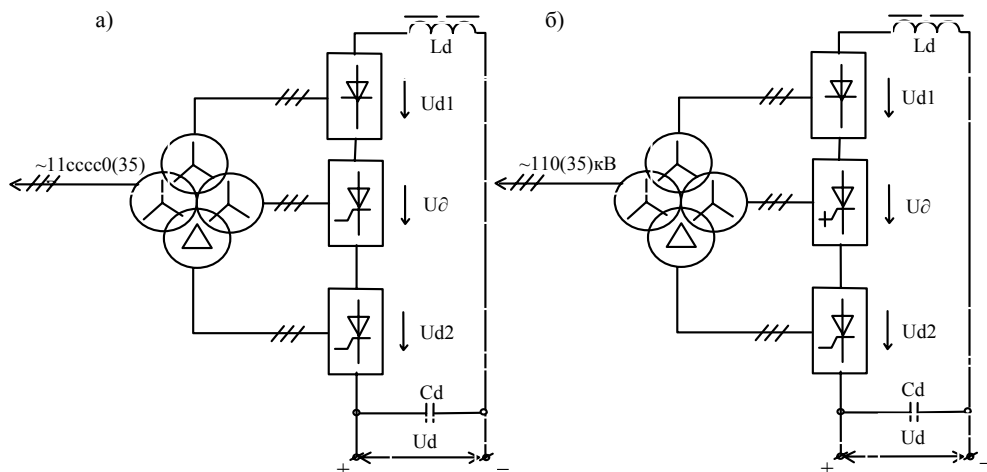 а)
Ld
Ud1
~11сссс0(35)
U∂
Ud2
Cd
Ud
+ −
б)
Ld
Ud1
~110(35)кВ
U∂
Ud2
Cd
Ud
+ −